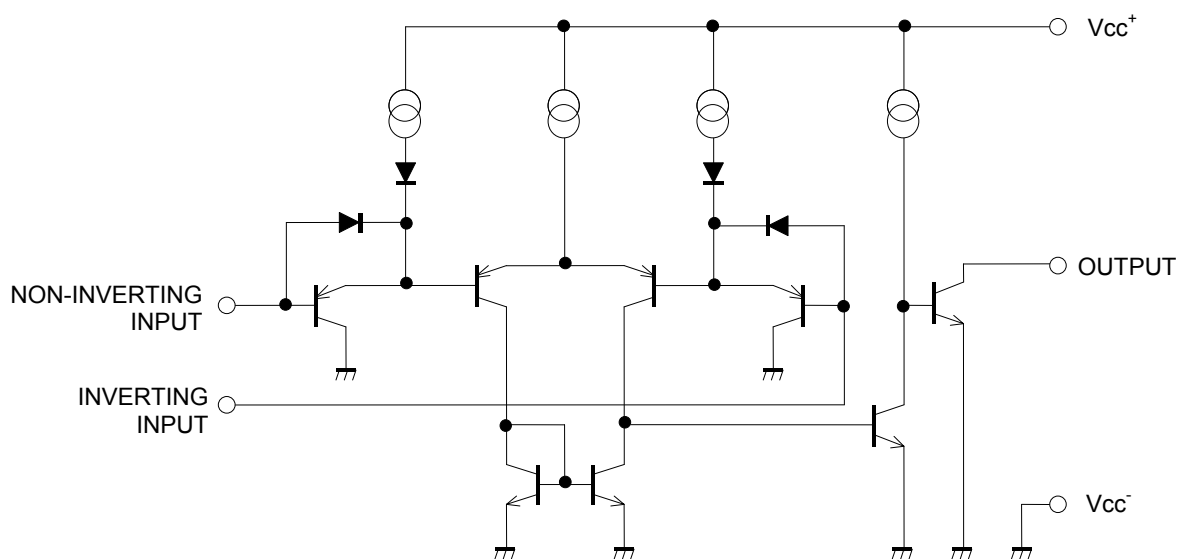 Vcc+
NON-INVERTING
INPUT
OUTPUT
INVERTING
INPUT
Vcc-